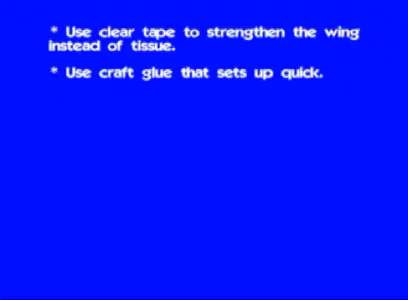 * Use clear tape to strengthen the wing
instead of tissue.
* Use craft glue that sets up quick.